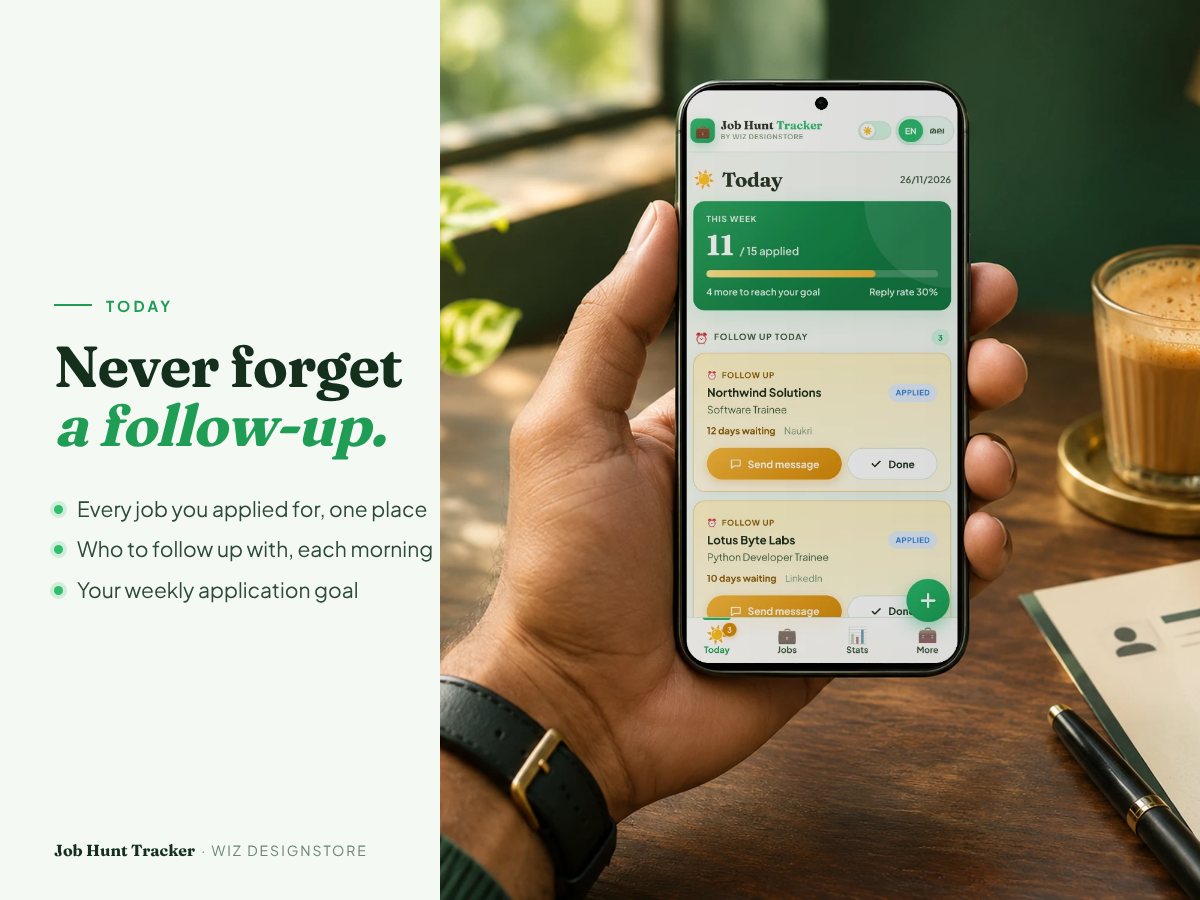 TODAY
Never forget
a follow-up.
Every job you applied for, one place
Who to follow up with, each morning
Your weekly application goal
Job Hunt Tracker · WIZ DESIGNSTORE
Job Hunt Tracker
BY WIZ DESIGNSTORE
EN
മല
Today
26/11/2026
THIS WEEK
11 / 15 applied
4 more to reach your goal
Reply rate 30%
FOLLOW UP TODAY
3
FOLLOW UP
Northwind Solutions
APPLIED
Software Trainee
12 days waiting Naukri
Send message
Done
FOLLOW UP
Lotus Byte Labs
APPLIED
Python Developer Trainee
10 days waiting LinkedIn
Send message
Done
+
3
Today
Jobs
Stats
More